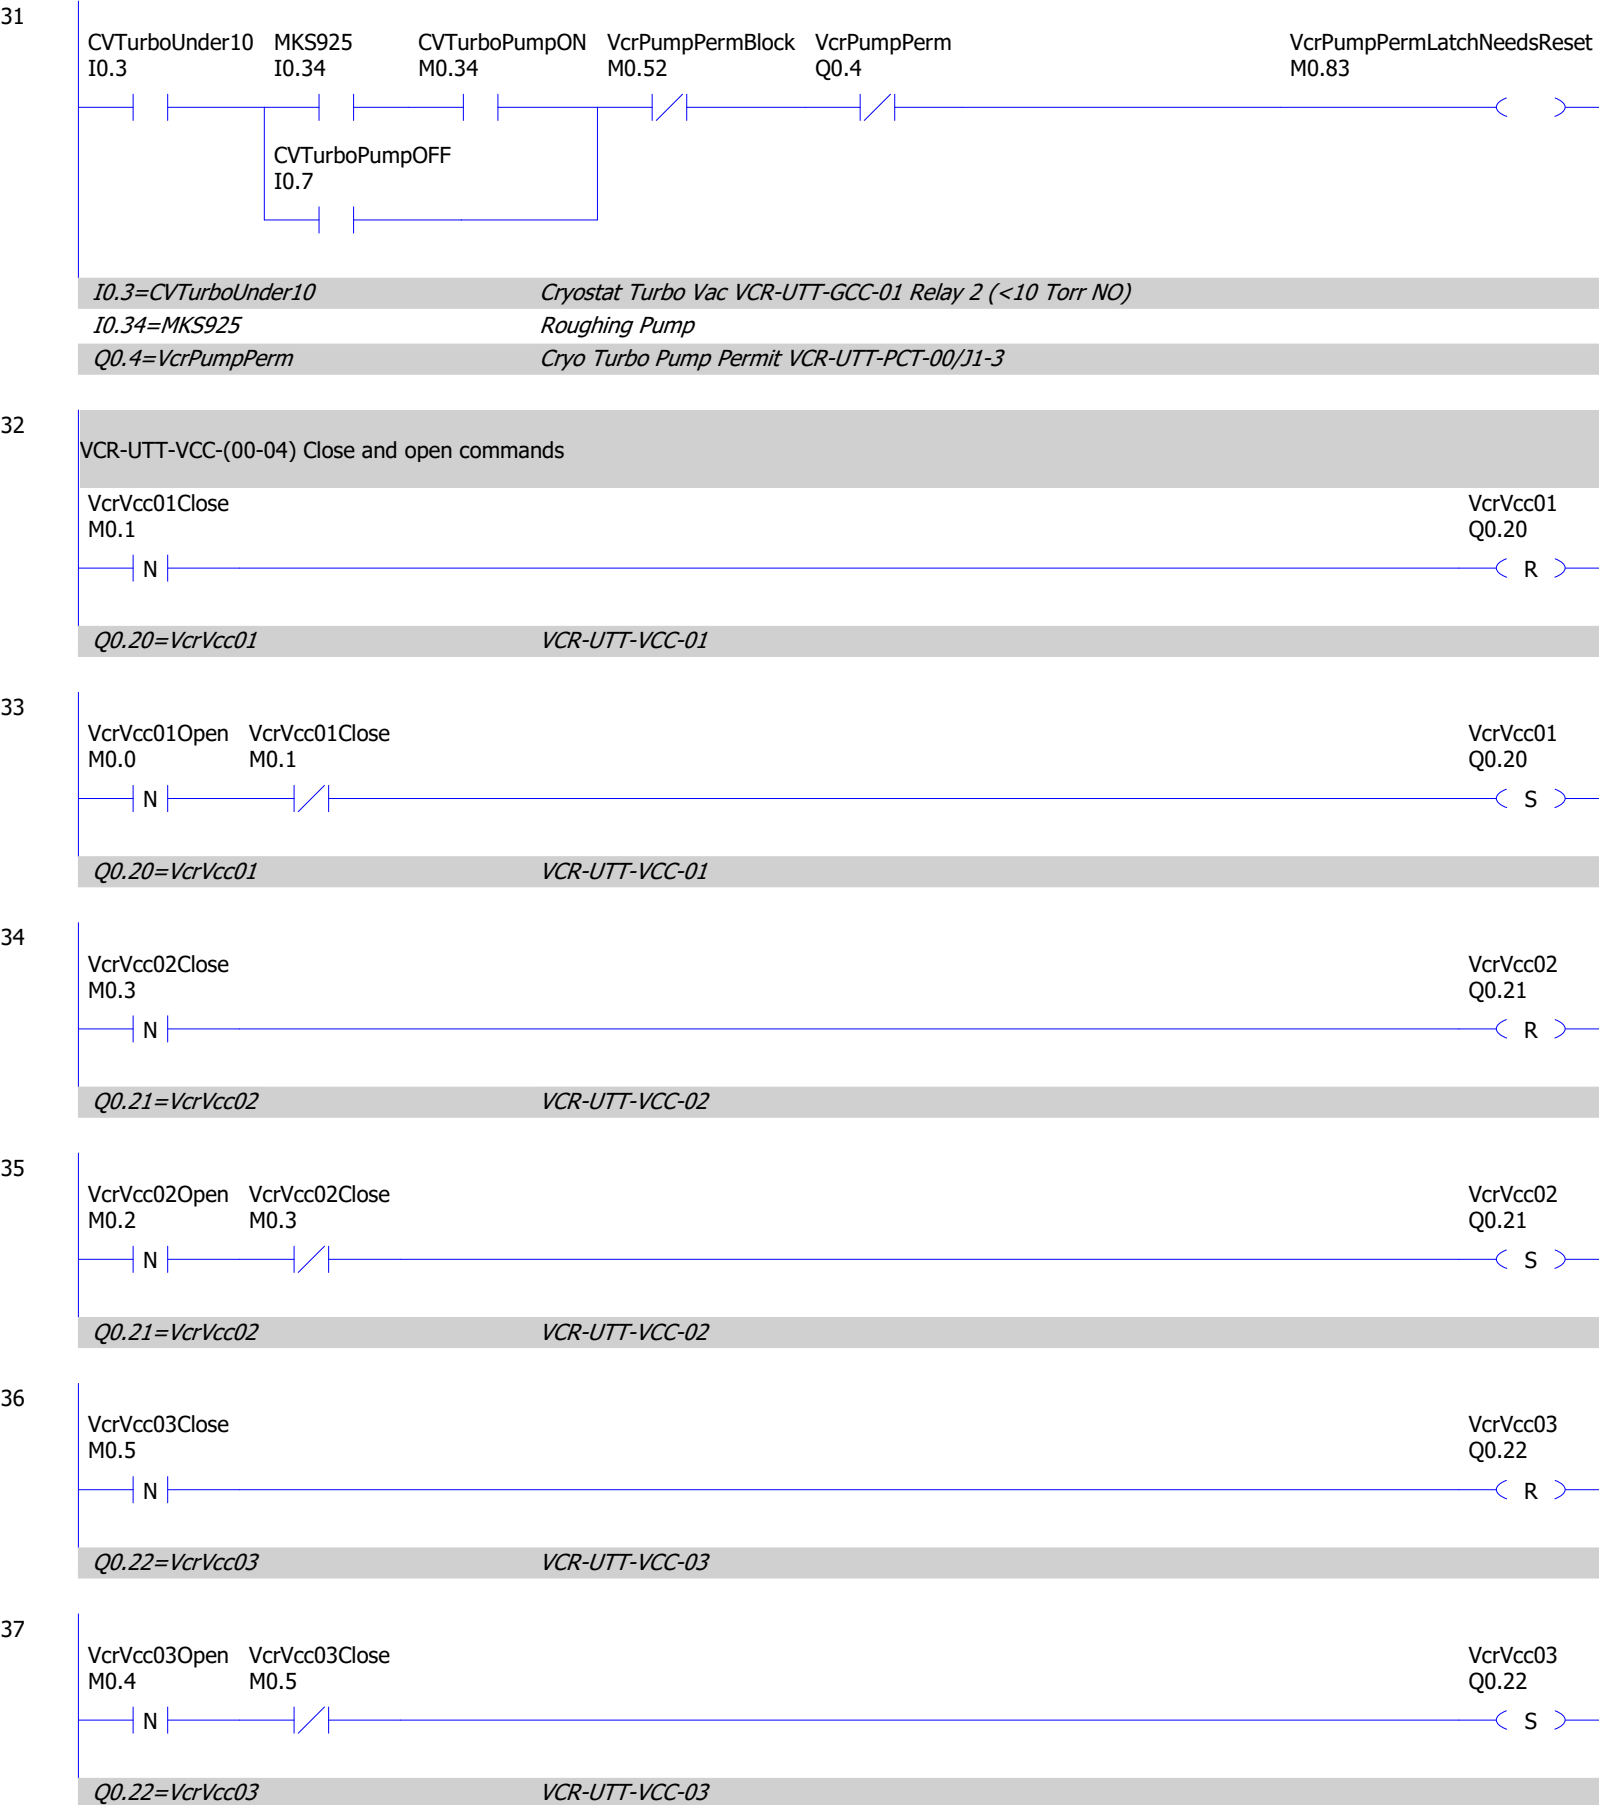 31
CVTurboUnder10 MKS925 CVTurboPumpON VcrPumpPermBlock VcrPumpPerm VcrPumpPermLatchNeedsReset
I0.3 I0.34 M0.34 M0.52 Q0.4 M0.83
CVTurboPumpOFF
I0.7
I0.3=CVTurboUnder10 Cryostat Turbo Vac VCR-UTT-GCC-01 Relay 2 (<10 Torr NO)
I0.34=MKS925 Roughing Pump
Q0.4=VcrPumpPerm Cryo Turbo Pump Permit VCR-UTT-PCT-00/J1-3
32
VCR-UTT-VCC-(00-04) Close and open commands
VcrVcc01Close VcrVcc01
M0.1 Q0.20
N R
Q0.20=VcrVcc01 VCR-UTT-VCC-01
33
VcrVcc01Open VcrVcc01Close VcrVcc01
M0.0 M0.1 Q0.20
N S
Q0.20=VcrVcc01 VCR-UTT-VCC-01
34
VcrVcc02Close VcrVcc02
M0.3 Q0.21
N R
Q0.21=VcrVcc02 VCR-UTT-VCC-02
35
VcrVcc02Open VcrVcc02Close VcrVcc02
M0.2 M0.3 Q0.21
N S
Q0.21=VcrVcc02 VCR-UTT-VCC-02
36
VcrVcc03Close VcrVcc03
M0.5 Q0.22
N R
Q0.22=VcrVcc03 VCR-UTT-VCC-03
37
VcrVcc03Open VcrVcc03Close VcrVcc03
M0.4 M0.5 Q0.22
N S
Q0.22=VcrVcc03 VCR-UTT-VCC-03